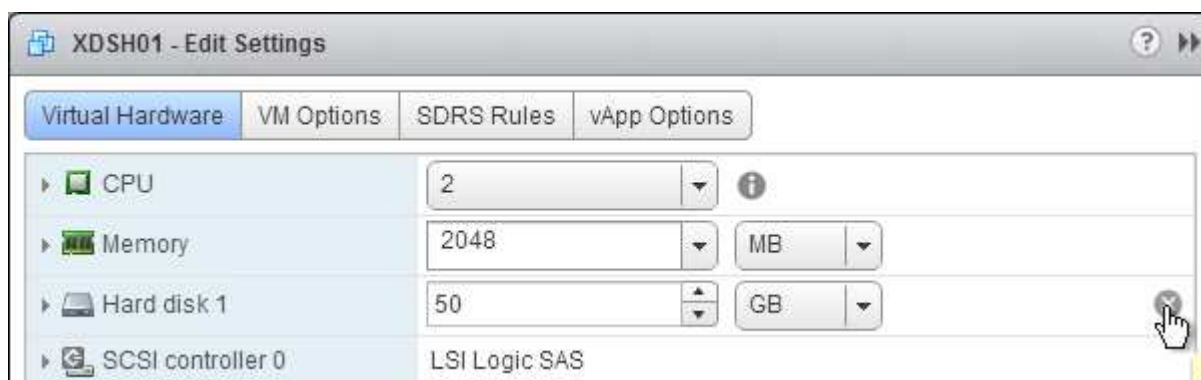 XDSH01 - Edit Settings ?
Virtual Hardware VM Options SDRS Rules vApp Options
CPU 2
Memory 2048 MB
Hard disk 1 50 GB
SCSI controller 0 LSI Logic SAS